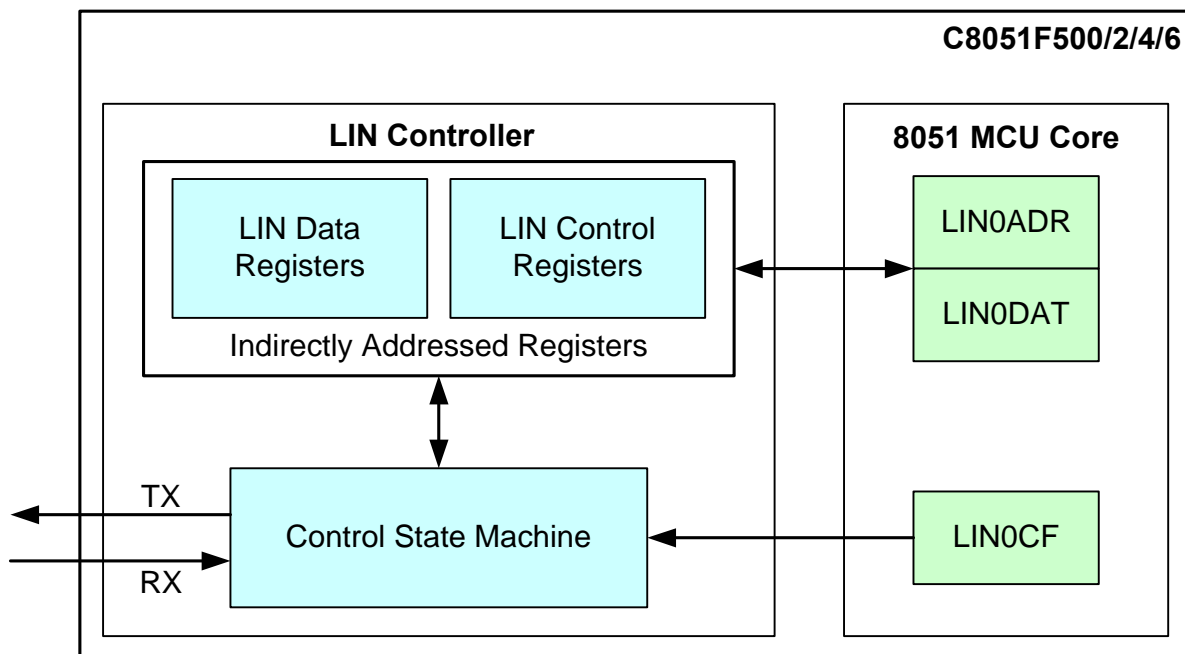 C8051F500/2/4/6
LIN Controller
8051 MCU Core
LIN Data
Registers
LIN Control
Registers
Indirectly Addressed Registers
LIN0ADR
LIN0DAT
TX
RX
Control State Machine
LIN0CF